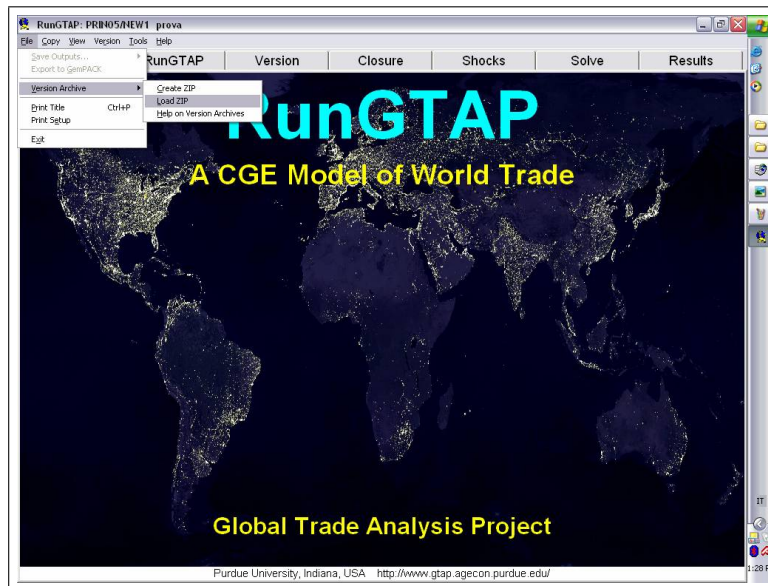 RunGTAP: PRIN05/NEW1 prova
File Copy View Version Tools Help
RunGTAP Version Closure Shocks Solve Results
Save Outputs...
Export to GemPACK
Version Archive
Print Title Ctrl+P
Print Setup
Exit
Create ZIP
Load ZIP
Help on Version Archives
RunGTAP
A CGE Model of World Trade
Global Trade Analysis Project
Purdue University, Indiana, USA http://www.gtap.agecon.purdue.edu/
IT
1:28